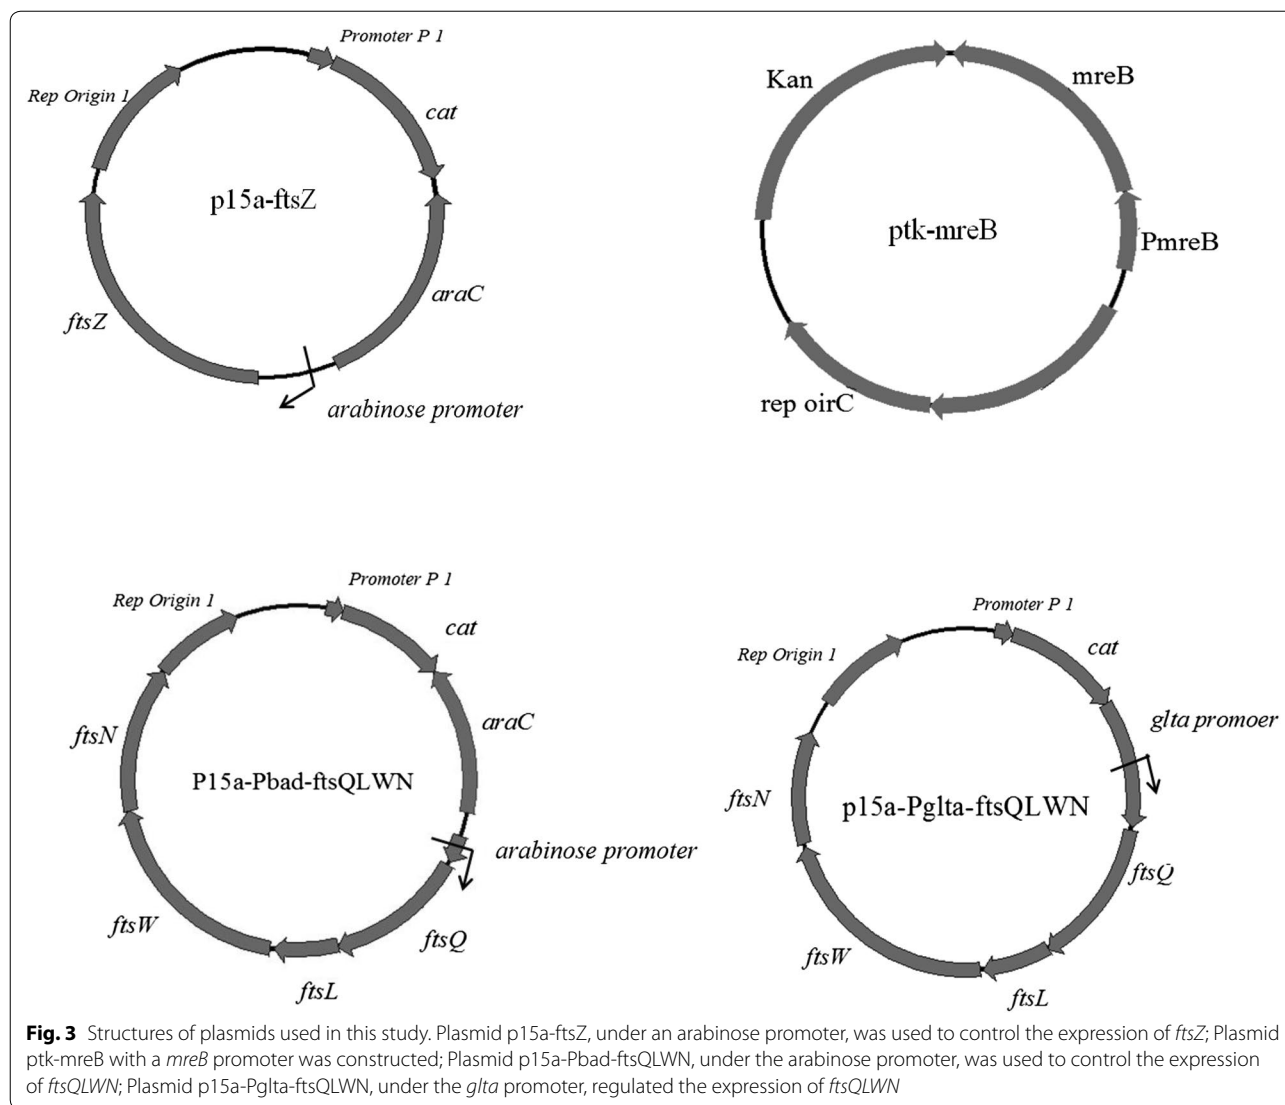 Promoter P 1
Rep Origin 1
cat
p15a-ftsZ
araC
ftsZ
arabinose promoter
Kan
mreB
ptk-mreB
PmreB
rep oirC
Promoter P 1
Rep Origin 1
cat
araC
ftsN
P15a-Pbad-ftsQLWN
arabinose promoter
ftsW
ftsQ
ftsL
Promoter P 1
Rep Origin 1
cat
glta promoer
ftsN
p15a-Pglta-ftsQLWN
ftsQ
ftsW
ftsL
Fig. 3 Structures of plasmids used in this study. Plasmid p15a-ftsZ, under an arabinose promoter, was used to control the expression of ftsZ; Plasmid
ptk-mreB with a mreB promoter was constructed; Plasmid p15a-Pbad-ftsQLWN, under the arabinose promoter, was used to control the expression
of ftsQLWN; Plasmid p15a-Pglta-ftsQLWN, under the glta promoter, regulated the expression of ftsQLWN